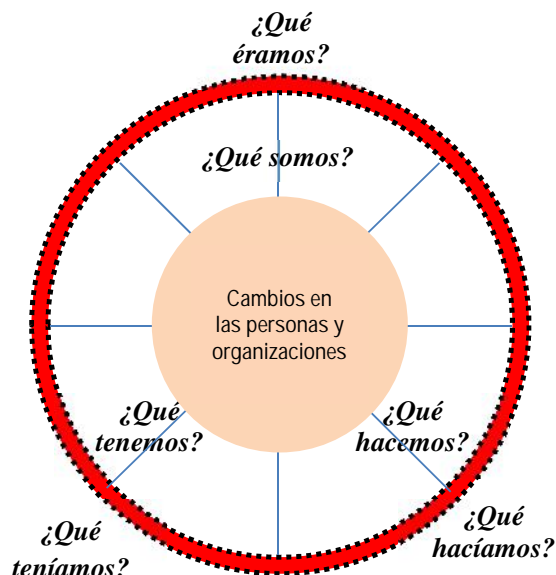 ¿Qué
éramos?
¿Qué somos?
Cambios en
las personas y
organizaciones
¿Qué
tenemos?
¿Qué
hacemos?
¿Qué
teníamos?
¿Qué
hacíamos?